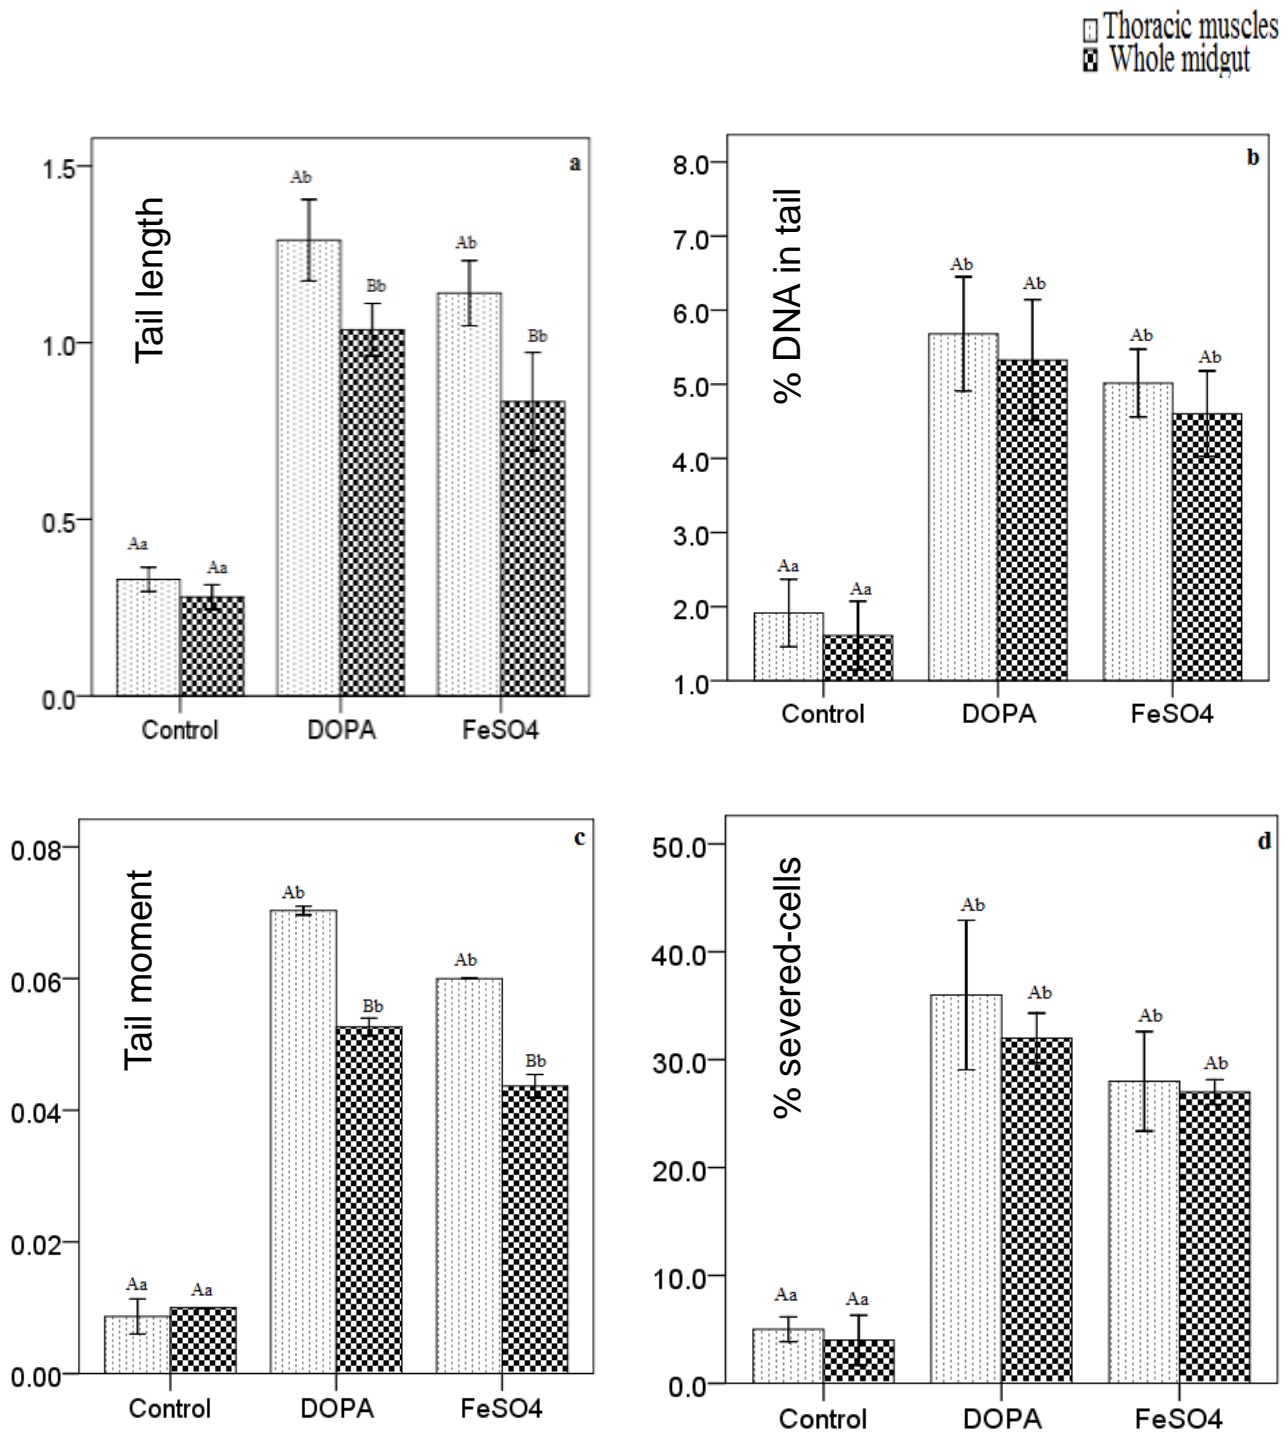 Thoracic muscles
Whole midgut
a
Tail length
1.5
1.0
0.5
0.0
Aa
Aa
Ab
Bb
Ab
Bb
Control DOPA FeSO4
b
% DNA in tail
8.0
7.0
6.0
5.0
4.0
3.0
2.0
1.0
Aa
Aa
Ab
Ab
Ab
Ab
Control DOPA FeSO4
c
Tail moment
0.08
0.06
0.04
0.02
0.00
Aa
Aa
Ab
Bb
Ab
Bb
Control DOPA FeSO4
d
% severed-cells
50.0
40.0
30.0
20.0
10.0
0.0
Aa
Aa
Ab
Ab
Ab
Ab
Control DOPA FeSO4